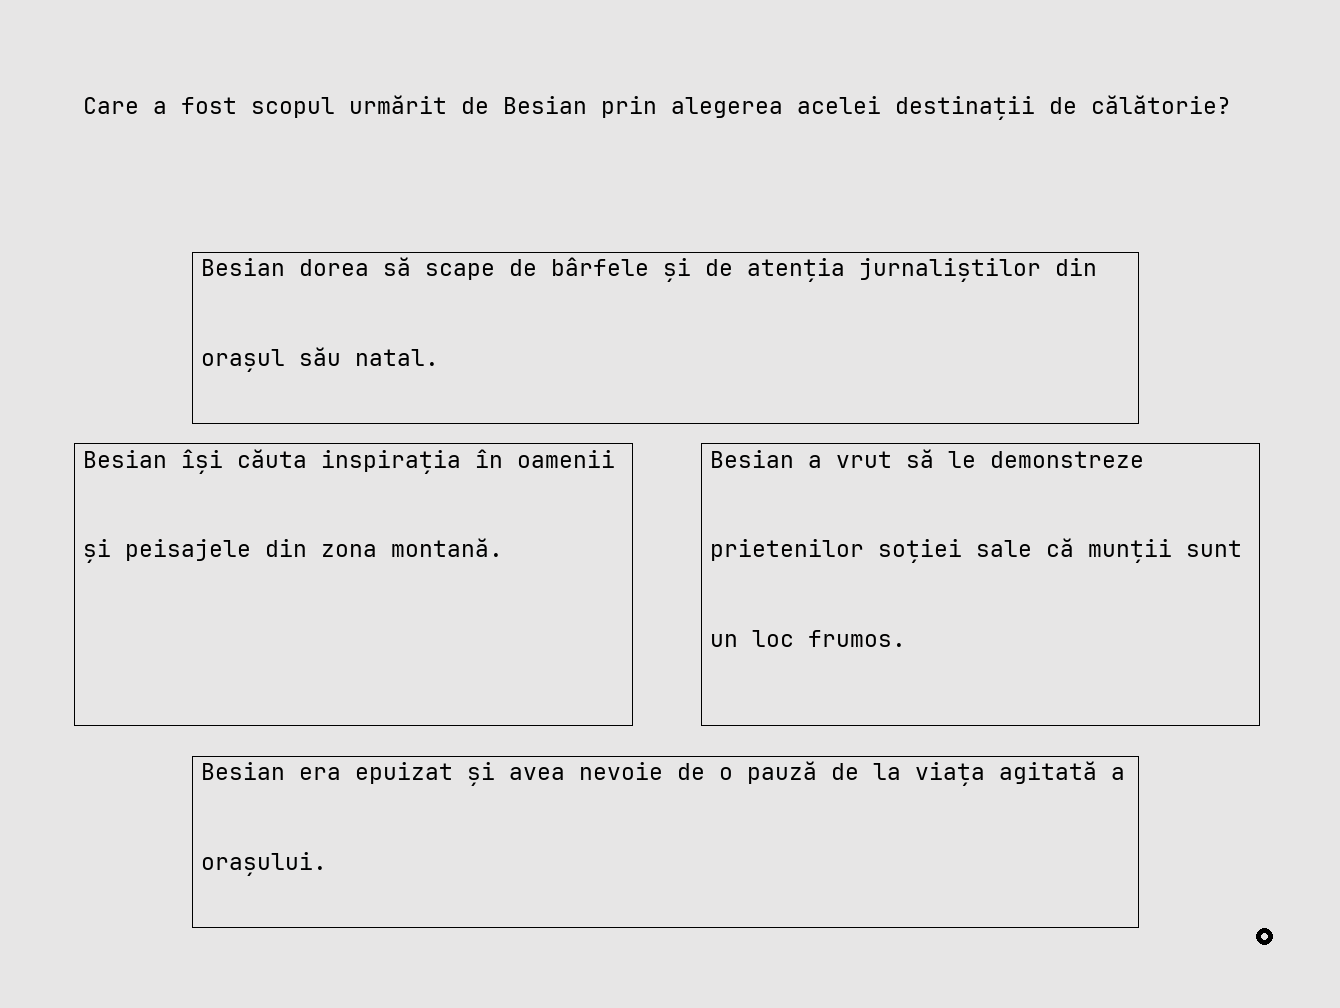 Care a fost scopul urmărit de Besian prin alegerea acelei destinații de călătorie?
Besian dorea să scape de bârfele și de atenția jurnaliștilor din
orașul său natal.
Besian își căuta inspirația în oamenii
și peisajele din zona montană.
Besian a vrut să le demonstreze
prietenilor soției sale că munții sunt
un loc frumos.
Besian era epuizat și avea nevoie de o pauză de la viața agitată a
orașului.